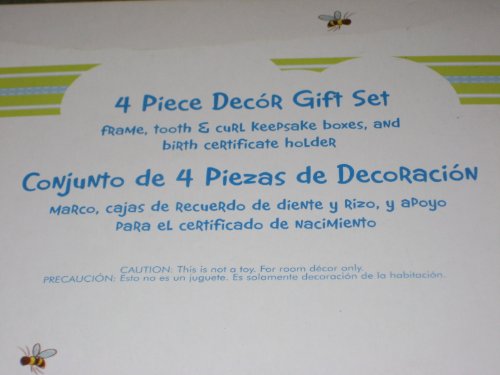 4 Piece Decór Gift Set
frame, tooth & curl keepsake boxes, and
birth certificate holder
Conjunto de 4 Piezas de Decoración
Marco, cajas de recuerdo de diente y rizo, y apoyo
para el certificado de nacimiento
CAUTION: This is not a toy. For room décor only.
PRECAUCIÓN: Esto no es un juguete. Es solamente decoración de la habitación.